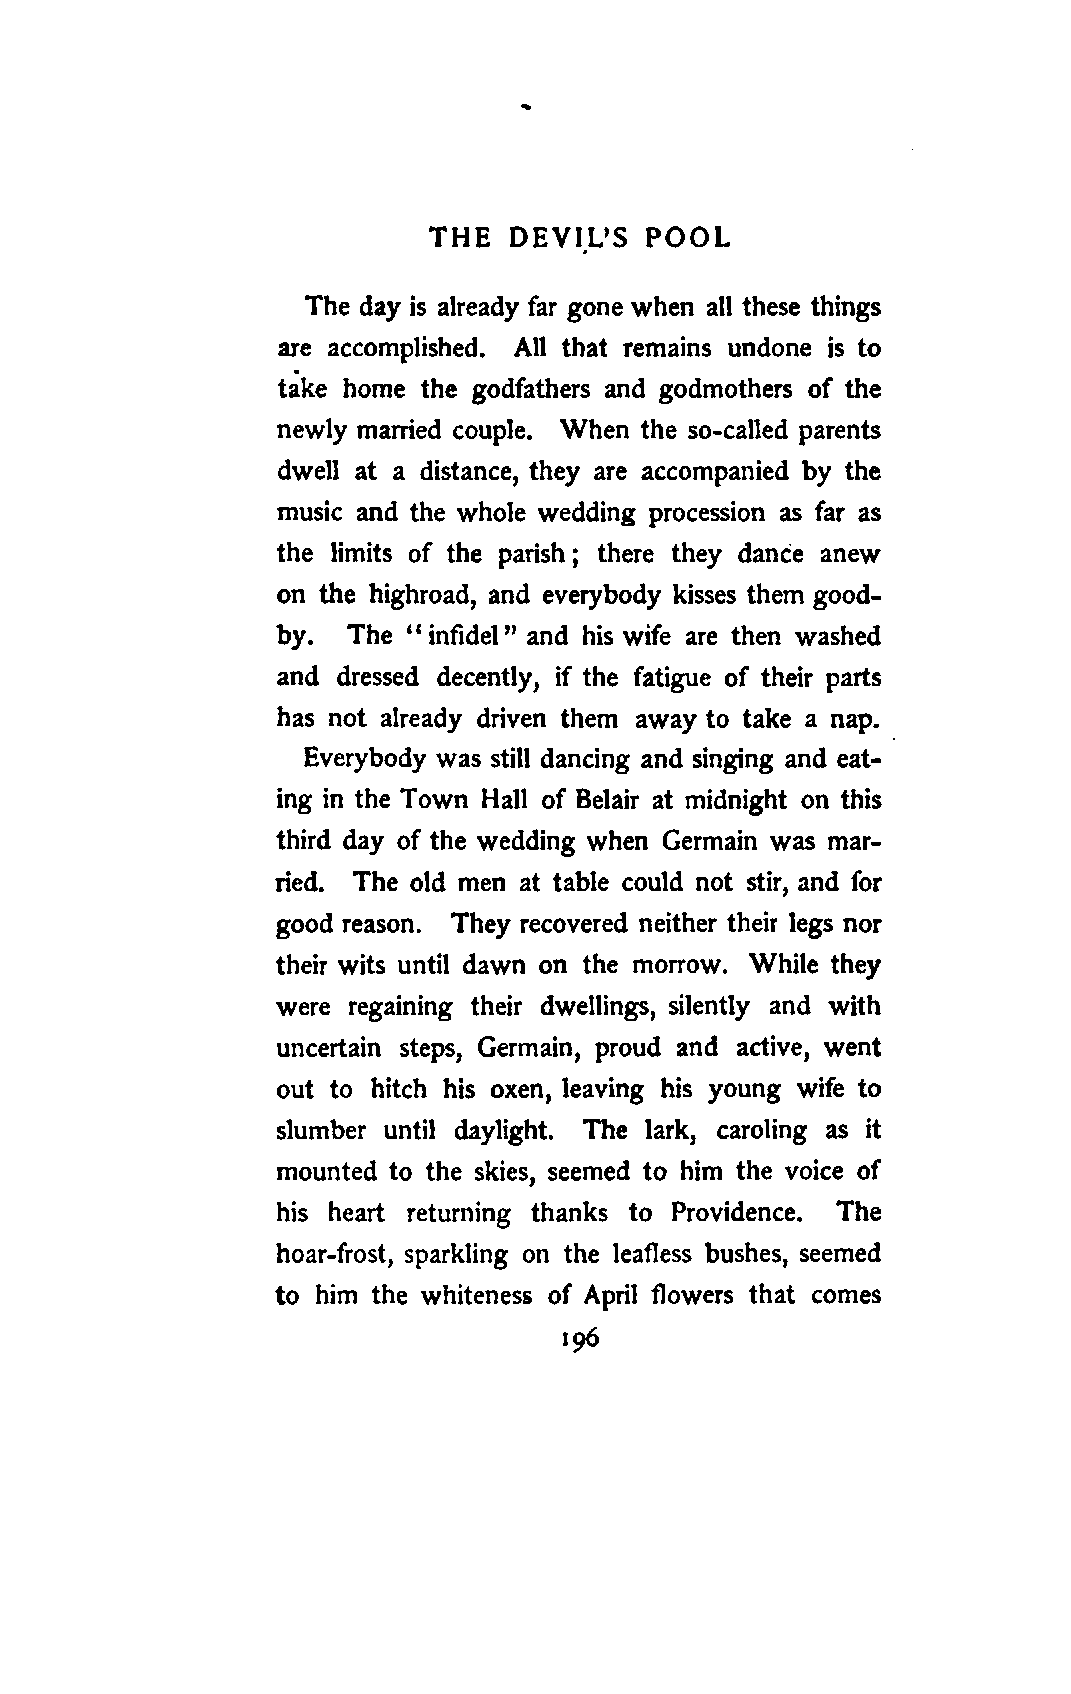 THE DEVIL'S POOL
The day is already far gone when all these things
are accomplished. All that remains undone is to
take home the godfathers and godmothers of the
newly married couple. When the so-called parents
dwell at a distance, they are accompanied by the
music and the whole wedding procession as far as
the limits of the parish; there they dance anew
on the highroad, and everybody kisses them good-
by. The "infidel" and his wife are then washed
and dressed decently, if the fatigue of their parts
has not already driven them away to take a nap.
Everybody was still dancing and singing and eat-
ing in the Town Hall of Belair at midnight on this
third day of the wedding when Germain was mar-
ried. The old men at table could not stir, and for
good reason. They recovered neither their legs nor
their wits until dawn on the morrow. While they
were regaining their dwellings, silently and with
uncertain steps, Germain, proud and active, went
out to hitch his oxen, leaving his young wife to
slumber until daylight. The lark, caroling as it
mounted to the skies, seemed to him the voice of
his heart returning thanks to Providence. The
hoar-frost, sparkling on the leafless bushes, seemed
to him the whiteness of April flowers that comes
196